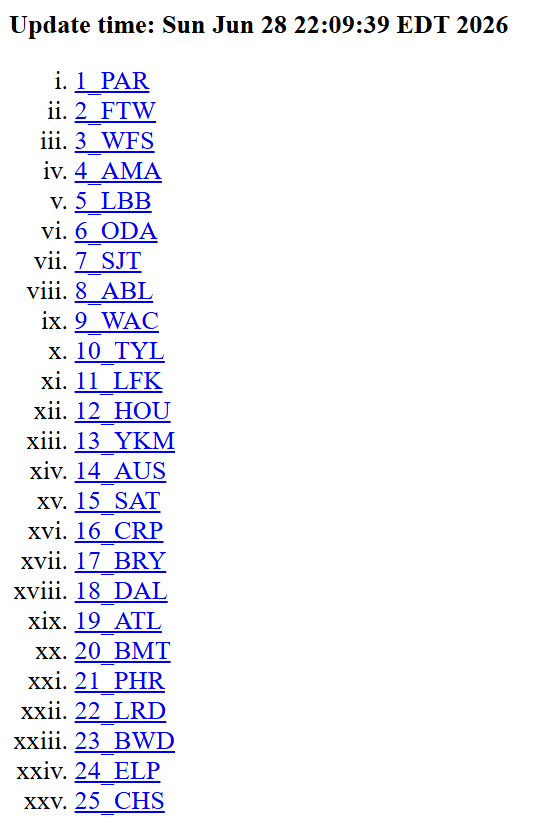 Update time: Sun Jun 28 22:09:39 EDT 2026
i. 1_PAR
ii. 2_FTW
iii. 3_WFS
iv. 4_AMA
v. 5_LBB
vi. 6_ODA
vii. 7_SJT
viii. 8_ABL
ix. 9_WAC
x. 10_TYL
xi. 11_LFK
xii. 12_HOU
xiii. 13_YKM
xiv. 14_AUS
xv. 15_SAT
xvi. 16_CRP
xvii. 17_BRY
xviii. 18_DAL
xix. 19_ATL
xx. 20_BMT
xxi. 21_PHR
xxii. 22_LRD
xxiii. 23_BWD
xxiv. 24_ELP
xxv. 25_CHS